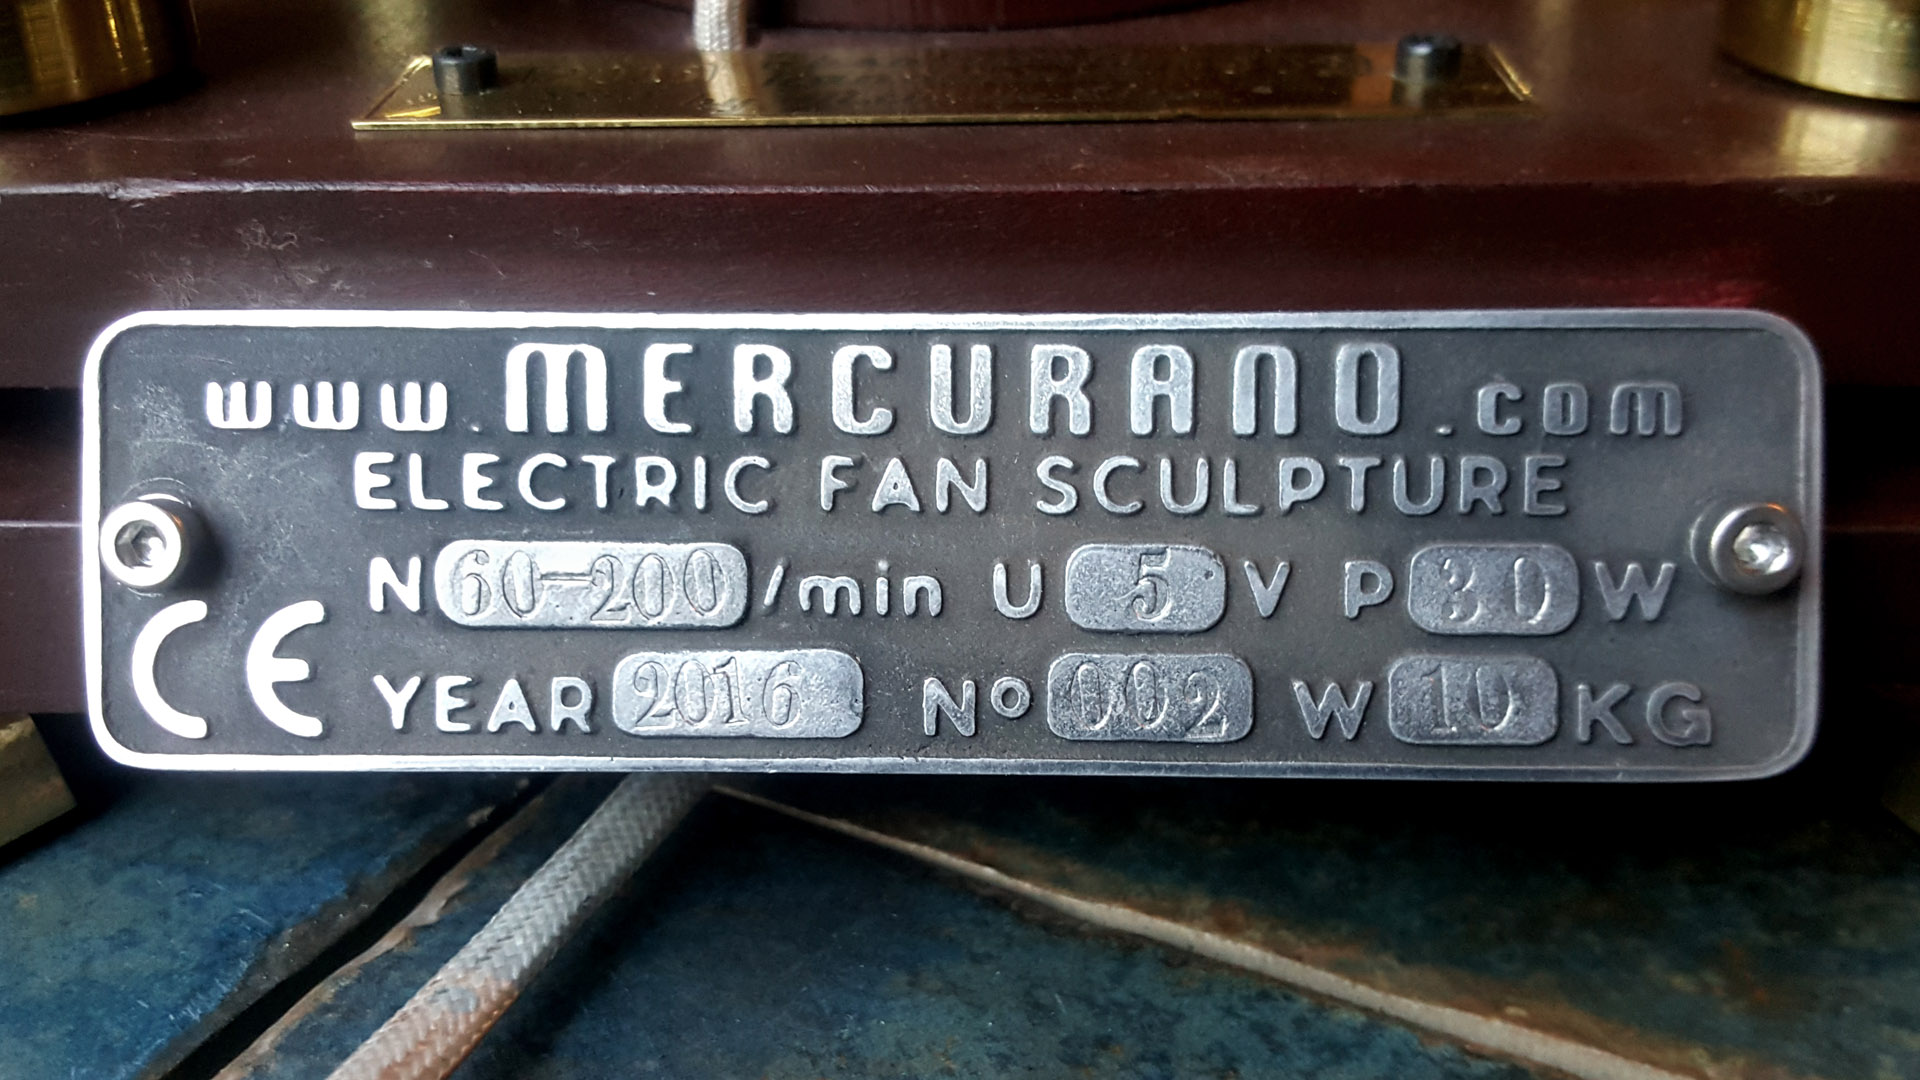 www.MERCURANO.com
ELECTRIC FAN SCULPTURE
N 60-200 /min U 5 V P 30 W
CE YEAR 2016 Nº 002 W 10 KG